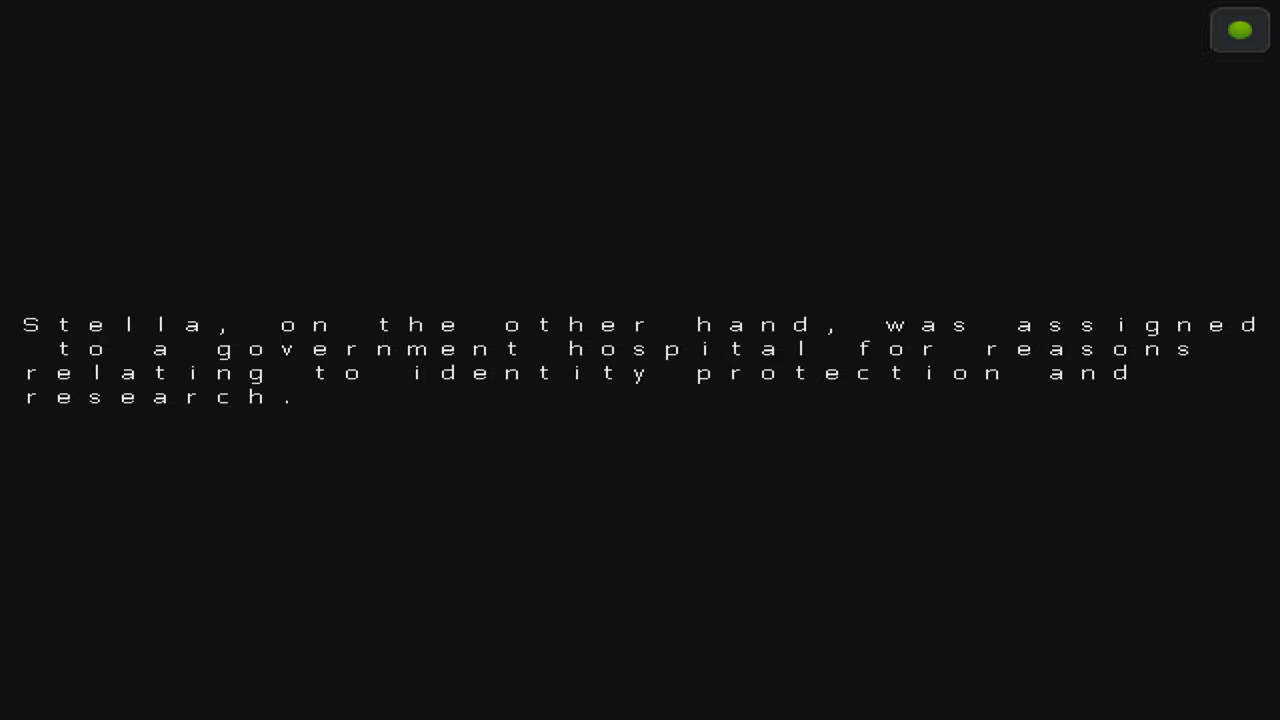 Stella, on the other hand, was assigned
to a government hospital for reasons
relating to identity protection and
research.